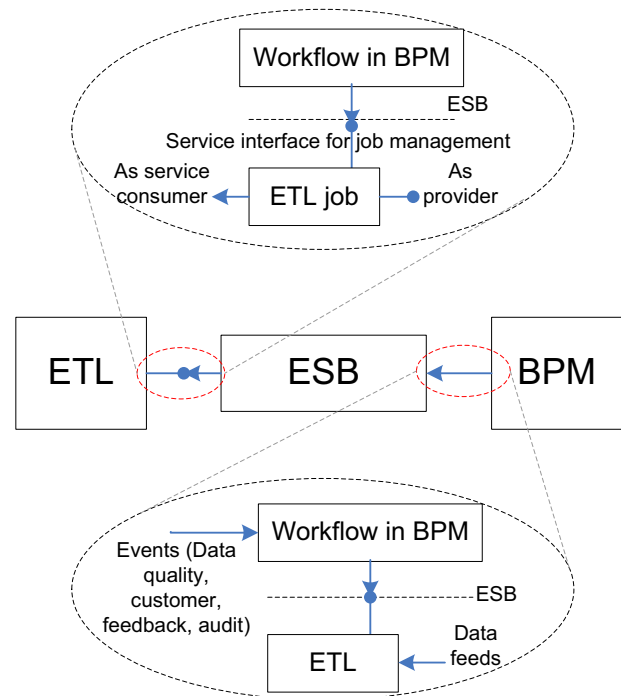 Workflow in BPM
ESB
Service interface for job management
As service
consumer
ETL job
As
provider
ETL
ESB
BPM
Workflow in BPM
Events (Data
quality,
customer,
feedback, audit)
ESB
ETL
Data
feeds